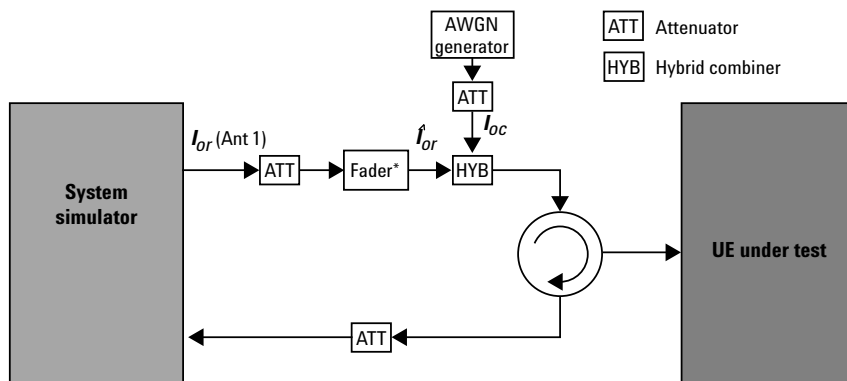 AWGN
generator
ATT Attenuator
HYB Hybrid combiner
ATT
Ior (Ant 1)
Îor
Ioc
ATT
Fader*
HYB
System
simulator
UE under test
ATT